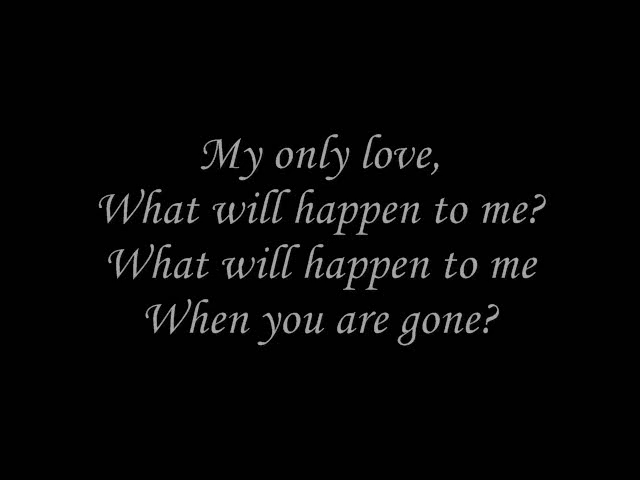 My only love,
What will happen to me?
What will happen to me
When you are gone?